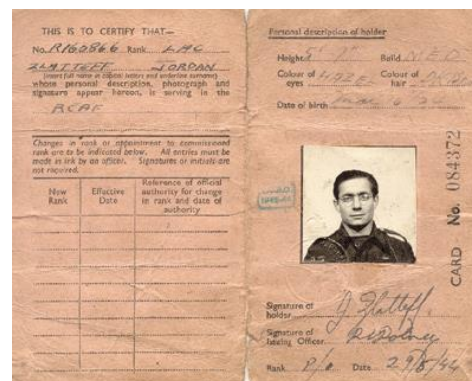 THIS IS TO CERTIFY THAT—
No. R160866 Rank LAC
ZLATTEFF JORDAN
(Insert full name in capital letters and underline surname)
whose personal description, photograph and
signature appear hereon, is serving in the
RCAF
Changes in rank or appointment to commissioned
rank are to be indicated below. All entries must be
made in ink by an officer. Signatures or initials are
not required.
New Rank
Effective Date
Reference of official authority for change in rank and date of authority
Personal description of holder
Height 5' Build MED
Colour of eyes HAZEL Colour of hair
Date of birth
CARD No. 084372
Signature of holder J Zlatteff
Signature of Issuing Officer
Rank P/O Date 29/5/44